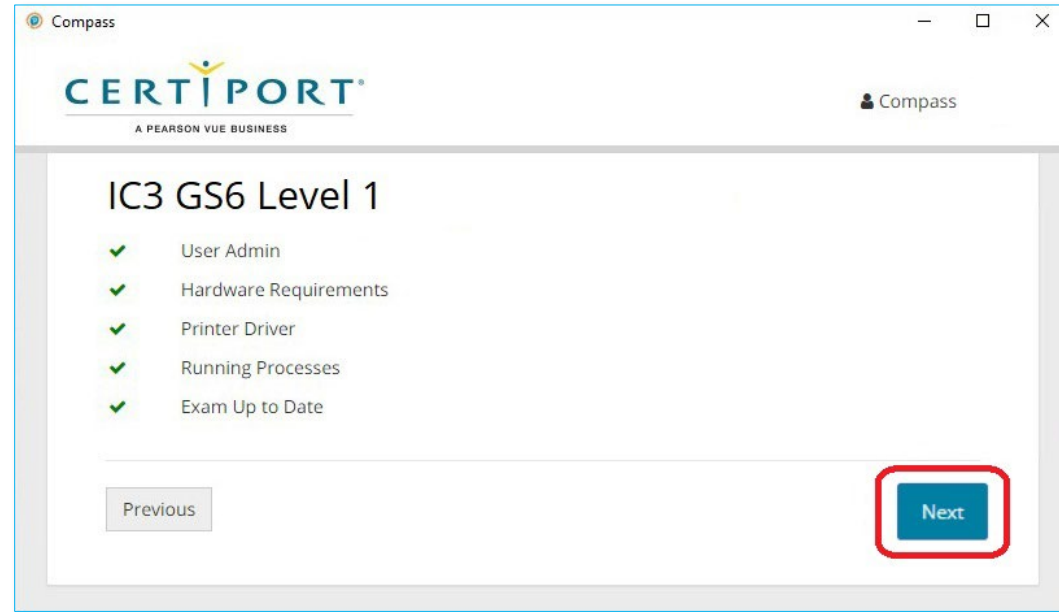 Compass
CERTIPORT®
A PEARSON VUE BUSINESS
Compass
IC3 GS6 Level 1
User Admin
Hardware Requirements
Printer Driver
Running Processes
Exam Up to Date
Previous
Next